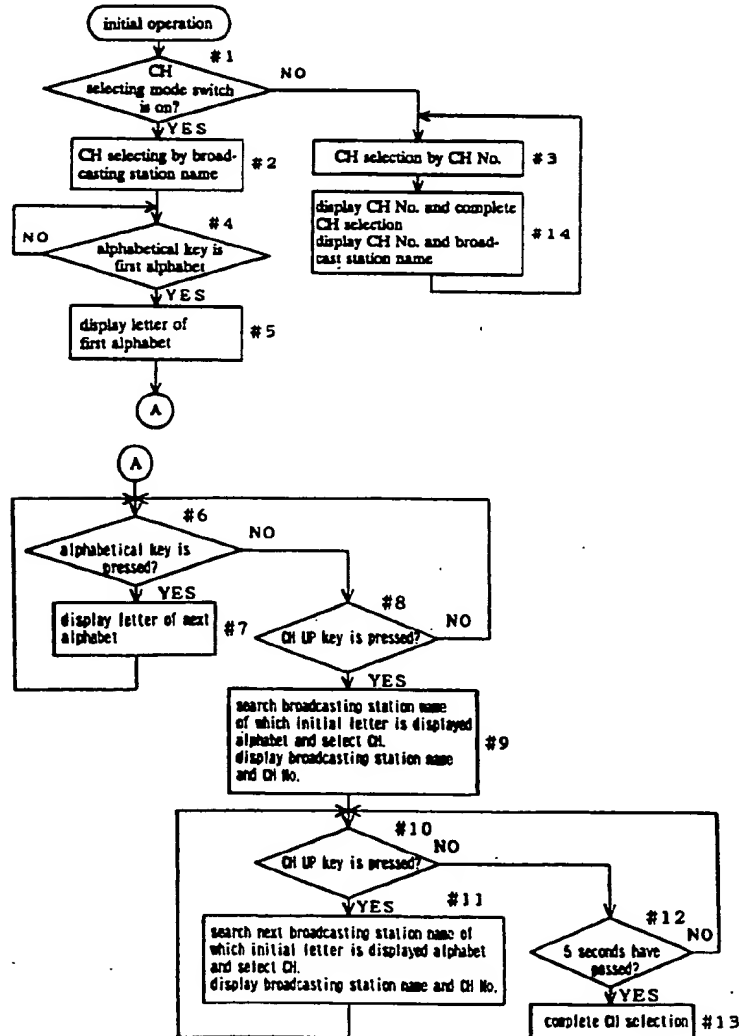 initial operation
#1
CH
selecting mode switch
is on?
NO
YES
CH selecting by broad-
casting station name
#2
CH selection by CH No.
#3
display CH No. and complete
CH selection
display CH No. and broad-
cast station name
#14
#4
NO
alphabetical key is
first alphabet
YES
display letter of
first alphabet
#5
A
A
#6
NO
alphabetical key is
pressed?
YES
display letter of next
alphabet
#7
#8
CH UP key is pressed?
NO
YES
search broadcasting station name
of which initial letter is displayed
alphabet and select CH.
display broadcasting station name
and CH No.
#9
#10
NO
CH UP key is pressed?
YES
#11
search next broadcasting station name of
which initial letter is displayed alphabet
and select CH.
display broadcasting station name and CH No.
#12
5 seconds have
passed?
NO
YES
complete CH selection
#13